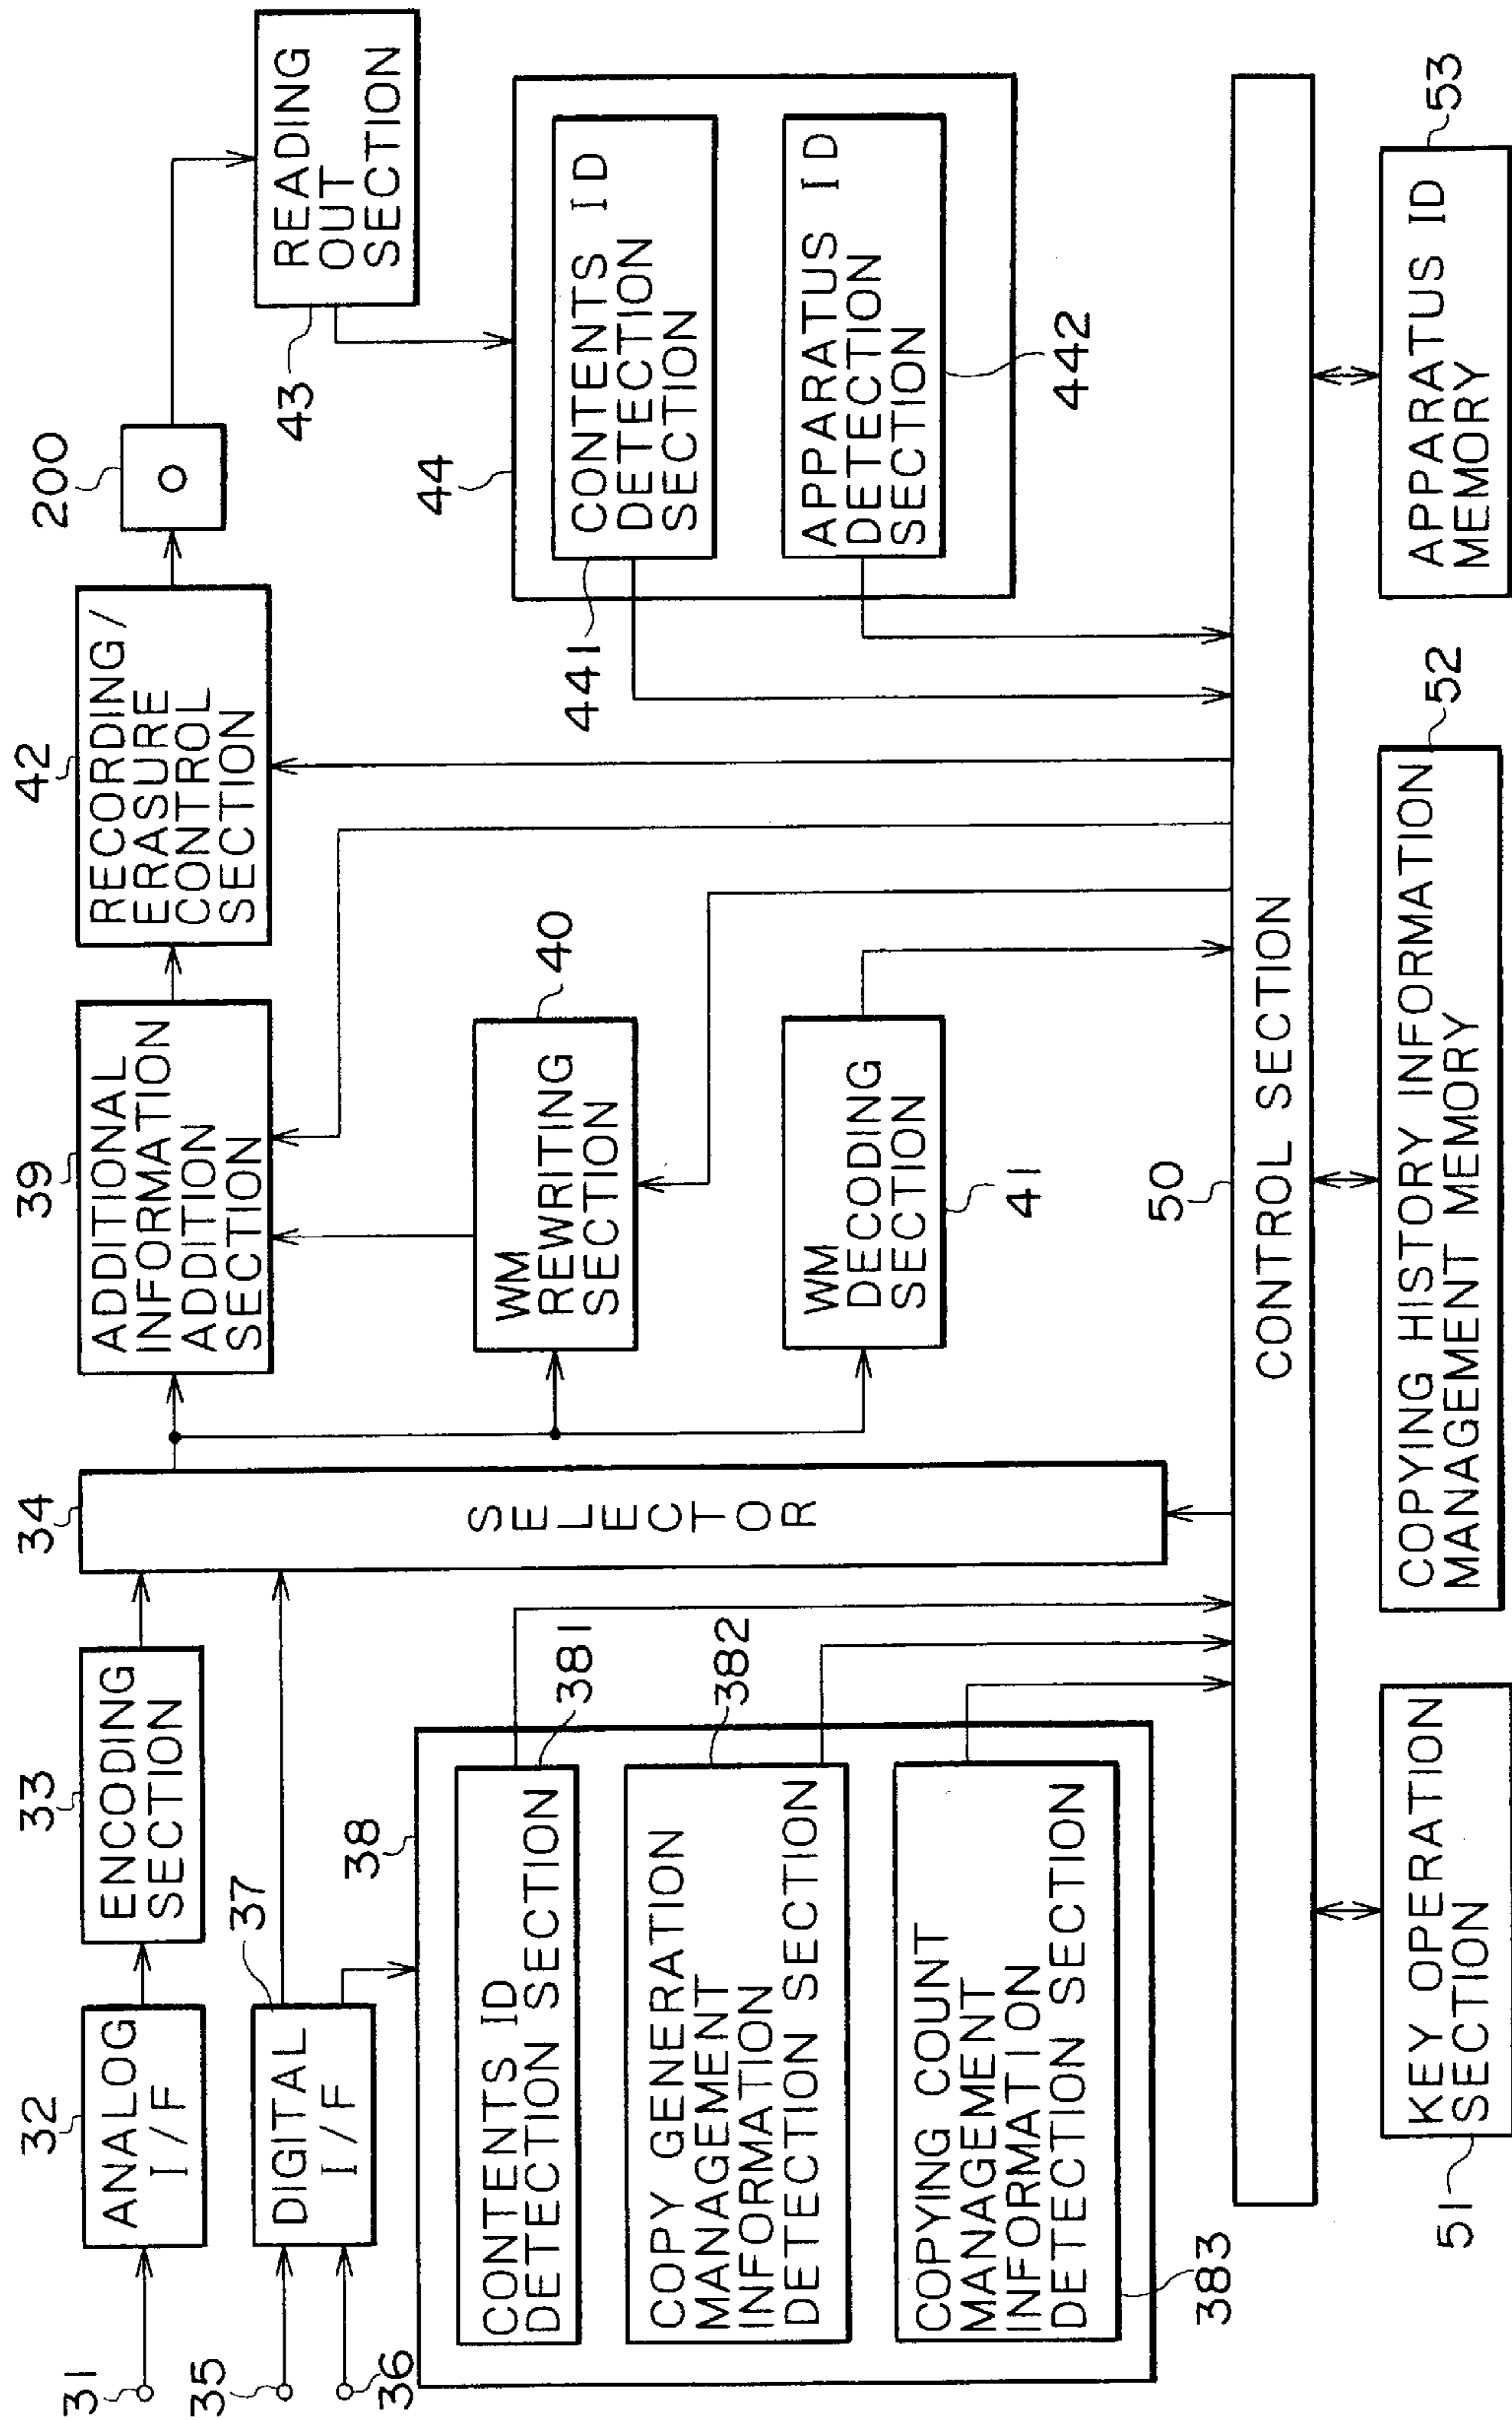 31
32
ANALOG
I/F
33
ENCODING
SECTION
34
SELECTOR
39
ADDITIONAL
INFORMATION
ADDITION
SECTION
42
RECORDING/
ERASURE
CONTROL
SECTION
200
READING
OUT
SECTION
43
35
36
37
DIGITAL
I/F
38
CONTENTS ID
DETECTION SECTION
381
COPY GENERATION
MANAGEMENT
INFORMATION
DETECTION SECTION
382
COPYING COUNT
MANAGEMENT
INFORMATION
DETECTION SECTION
383
40
WM
REWRITING
SECTION
WM
DECODING
SECTION
41
44
CONTENTS ID
DETECTION
SECTION
441
APPARATUS ID
DETECTION
SECTION
442
50
CONTROL SECTION
KEY OPERATION
SECTION
51
COPYING HISTORY INFORMATION
MANAGEMENT MEMORY
52
APPARATUS ID
MEMORY
53